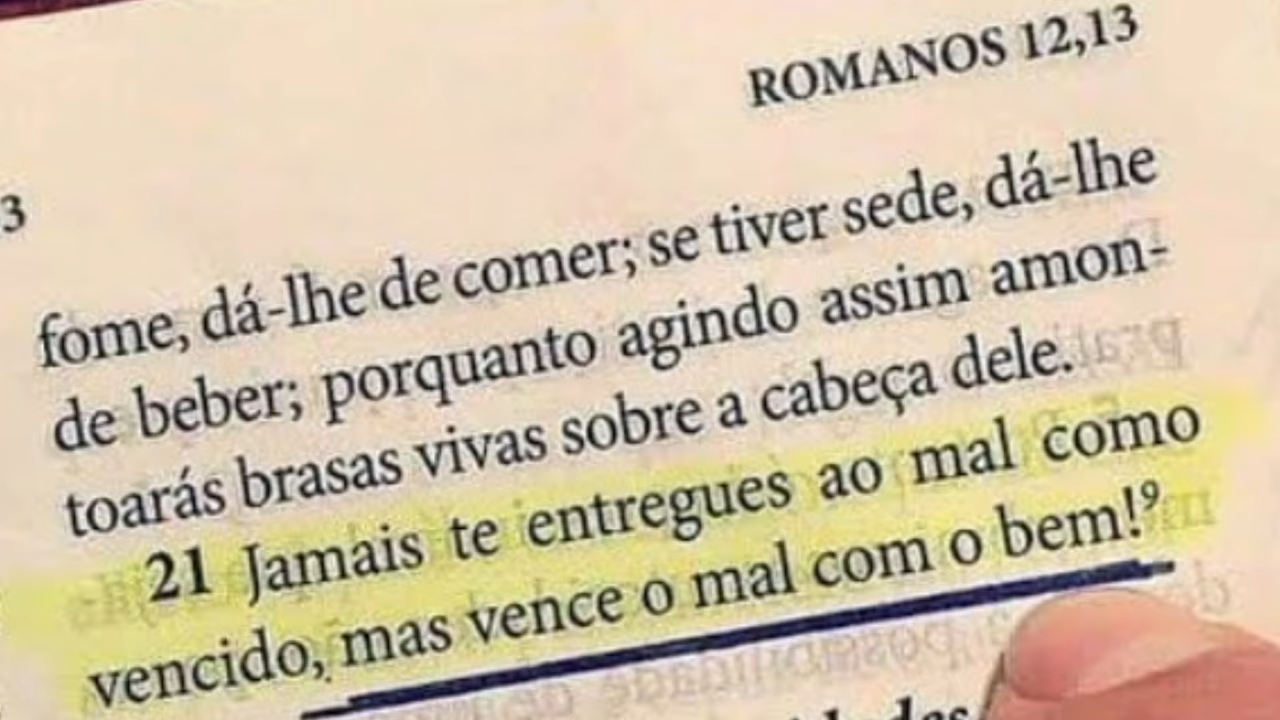 ROMANOS 12,13
3
fome, dá-lhe de comer; se tiver sede, dá-lhe
de beber; porquanto agindo assim amon-
toarás brasas vivas sobre a cabeça dele.
21 Jamais te entregues ao mal como
vencido, mas vence o mal com o bem!⁹